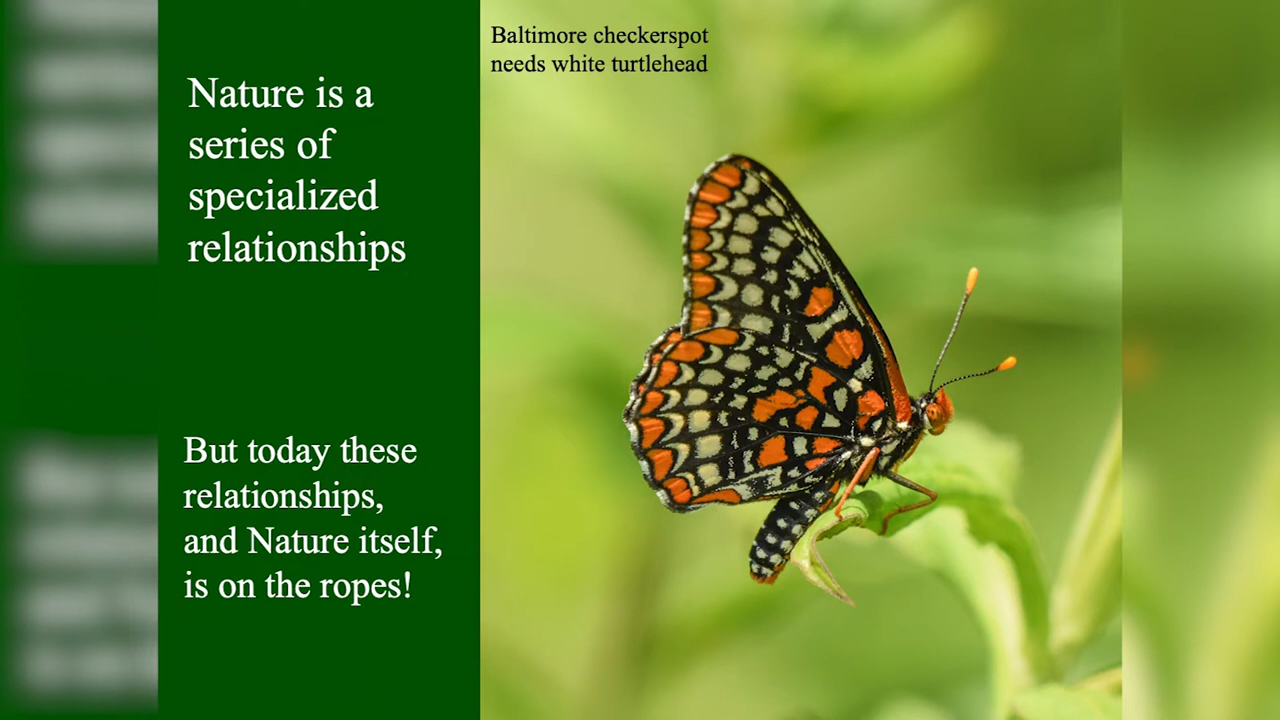 Nature is a
series of
specialized
relationships
But today these
relationships,
and Nature itself,
is on the ropes!
Baltimore checkerspot
needs white turtlehead